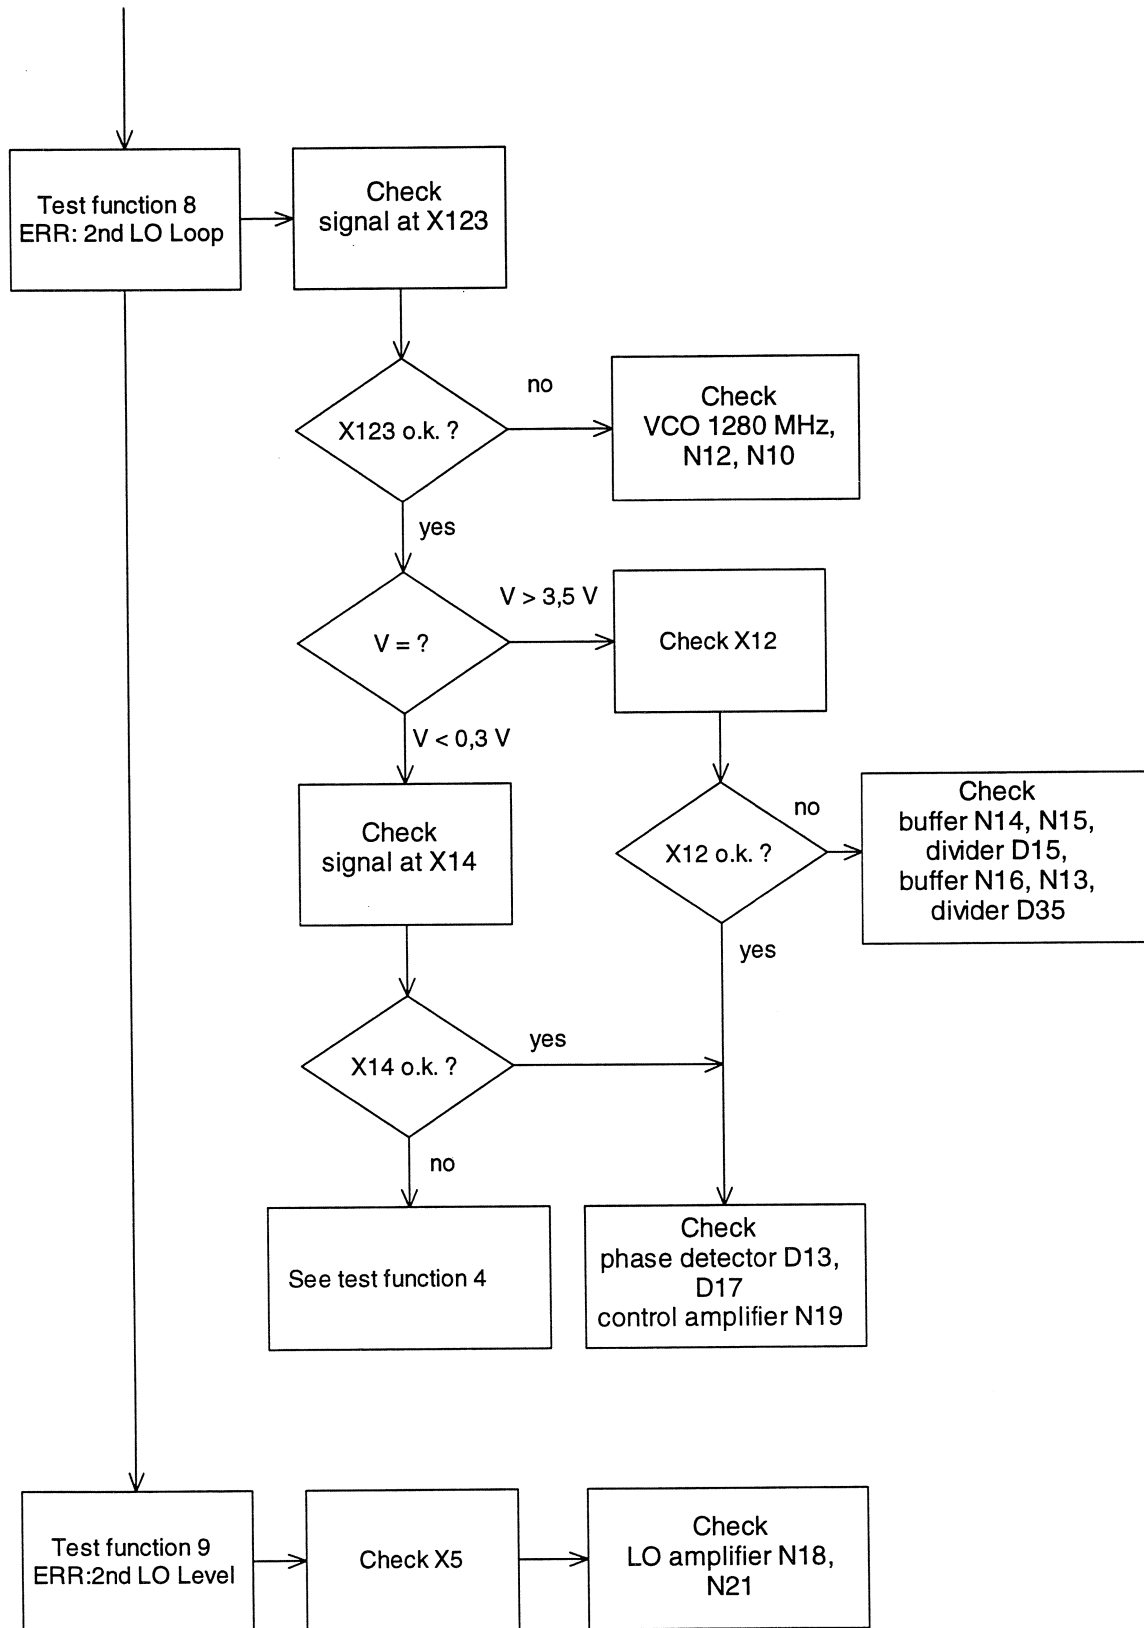 Test function 8
ERR: 2nd LO Loop
Check
signal at X123
X123 o.k. ?
no
Check
VCO 1280 MHz,
N12, N10
yes
V = ?
V > 3,5 V
Check X12
V < 0,3 V
Check
signal at X14
X12 o.k. ?
no
Check
buffer N14, N15,
divider D15,
buffer N16, N13,
divider D35
yes
X14 o.k. ?
yes
no
See test function 4
Check
phase detector D13,
D17
control amplifier N19
Test function 9
ERR:2nd LO Level
Check X5
Check
LO amplifier N18,
N21